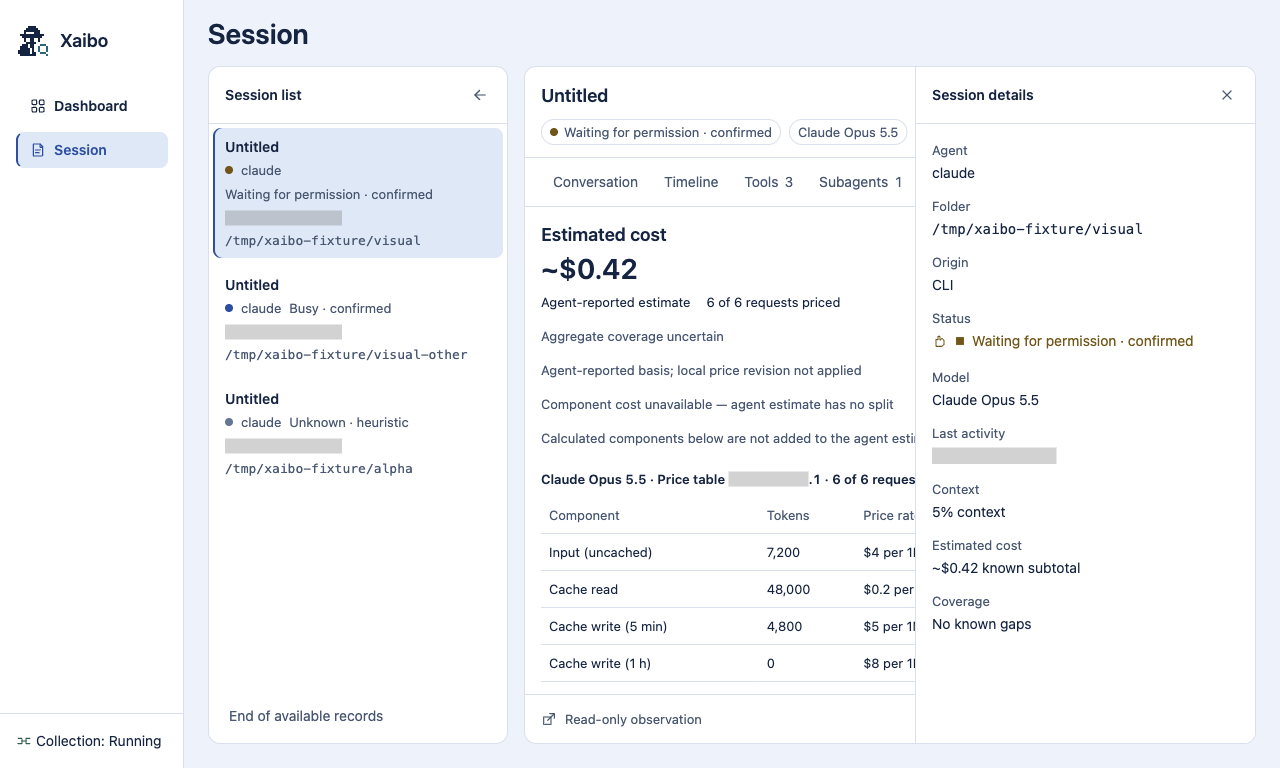 Xaibo
Dashboard
Session
Collection: Running
Session
Session list
Untitled
claude
Waiting for permission · confirmed
/tmp/xaibo-fixture/visual
Untitled
claude Busy · confirmed
/tmp/xaibo-fixture/visual-other
Untitled
claude Unknown · heuristic
/tmp/xaibo-fixture/alpha
End of available records
Untitled
Waiting for permission · confirmed Claude Opus 5.5
Conversation Timeline Tools 3 Subagents 1
Estimated cost
~$0.42
Agent-reported estimate 6 of 6 requests priced
Aggregate coverage uncertain
Agent-reported basis; local price revision not applied
Component cost unavailable — agent estimate has no split
Calculated components below are not added to the agent esti
Claude Opus 5.5 · Price table .1 · 6 of 6 reques
Component Tokens Price rat
Input (uncached) 7,200 $4 per 1
Cache read 48,000 $0.2 per
Cache write (5 min) 4,800 $5 per 1
Cache write (1 h) 0 $8 per 1
Read-only observation
Session details
Agent
claude
Folder
/tmp/xaibo-fixture/visual
Origin
CLI
Status
Waiting for permission · confirmed
Model
Claude Opus 5.5
Last activity
Context
5% context
Estimated cost
~$0.42 known subtotal
Coverage
No known gaps